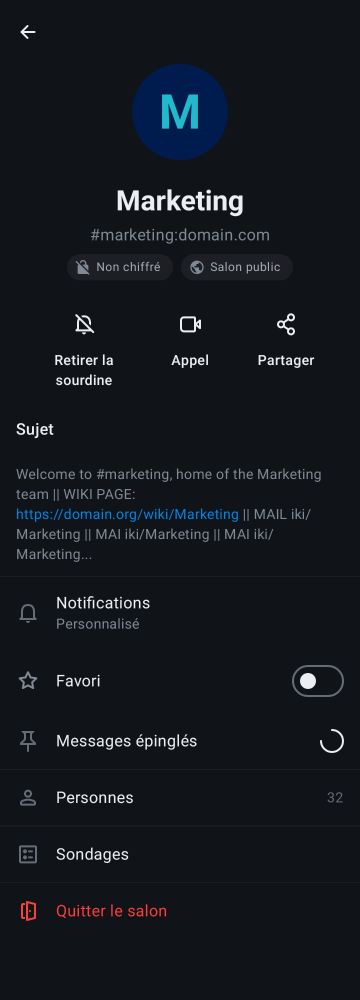 M
Marketing
#marketing:domain.com
Non chiffré
Salon public
Retirer la
sourdine
Appel
Partager
Sujet
Welcome to #marketing, home of the Marketing
team || WIKI PAGE:
https://domain.org/wiki/Marketing || MAIL iki/
Marketing || MAI iki/Marketing || MAI iki/
Marketing...
Notifications
Personnalisé
Favori
Messages épinglés
Personnes 32
Sondages
Quitter le salon